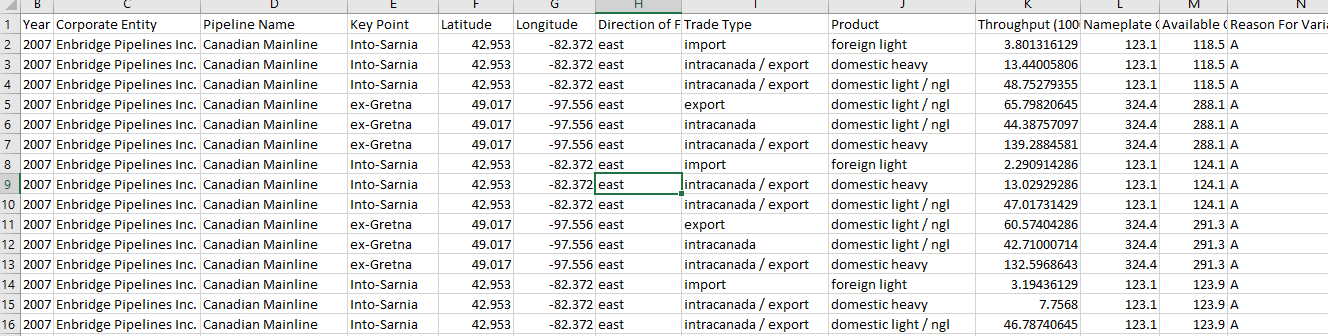 B C D E F G H I J K L M N
1 Year Corporate Entity Pipeline Name Key Point Latitude Longitude Direction of F Trade Type Product Throughput (100 Nameplate C Available C Reason For Varia
2 2007 Enbridge Pipelines Inc. Canadian Mainline Into-Sarnia 42.953 -82.372 east import foreign light 3.801316129 123.1 118.5 A
3 2007 Enbridge Pipelines Inc. Canadian Mainline Into-Sarnia 42.953 -82.372 east intracanada / export domestic heavy 13.44005806 123.1 118.5 A
4 2007 Enbridge Pipelines Inc. Canadian Mainline Into-Sarnia 42.953 -82.372 east intracanada / export domestic light / ngl 48.75279355 123.1 118.5 A
5 2007 Enbridge Pipelines Inc. Canadian Mainline ex-Gretna 49.017 -97.556 east export domestic light / ngl 65.79820645 324.4 288.1 A
6 2007 Enbridge Pipelines Inc. Canadian Mainline ex-Gretna 49.017 -97.556 east intracanada domestic light / ngl 44.38757097 324.4 288.1 A
7 2007 Enbridge Pipelines Inc. Canadian Mainline ex-Gretna 49.017 -97.556 east intracanada / export domestic heavy 139.2884581 324.4 288.1 A
8 2007 Enbridge Pipelines Inc. Canadian Mainline Into-Sarnia 42.953 -82.372 east import foreign light 2.290914286 123.1 124.1 A
9 2007 Enbridge Pipelines Inc. Canadian Mainline Into-Sarnia 42.953 -82.372 east intracanada / export domestic heavy 13.02929286 123.1 124.1 A
10 2007 Enbridge Pipelines Inc. Canadian Mainline Into-Sarnia 42.953 -82.372 east intracanada / export domestic light / ngl 47.01731429 123.1 124.1 A
11 2007 Enbridge Pipelines Inc. Canadian Mainline ex-Gretna 49.017 -97.556 east export domestic light / ngl 60.57404286 324.4 291.3 A
12 2007 Enbridge Pipelines Inc. Canadian Mainline ex-Gretna 49.017 -97.556 east intracanada domestic light / ngl 42.71000714 324.4 291.3 A
13 2007 Enbridge Pipelines Inc. Canadian Mainline ex-Gretna 49.017 -97.556 east intracanada / export domestic heavy 132.5968643 324.4 291.3 A
14 2007 Enbridge Pipelines Inc. Canadian Mainline Into-Sarnia 42.953 -82.372 east import foreign light 3.19436129 123.1 123.9 A
15 2007 Enbridge Pipelines Inc. Canadian Mainline Into-Sarnia 42.953 -82.372 east intracanada / export domestic heavy 7.7568 123.1 123.9 A
16 2007 Enbridge Pipelines Inc. Canadian Mainline Into-Sarnia 42.953 -82.372 east intracanada / export domestic light / ngl 46.78740645 123.1 123.9 A